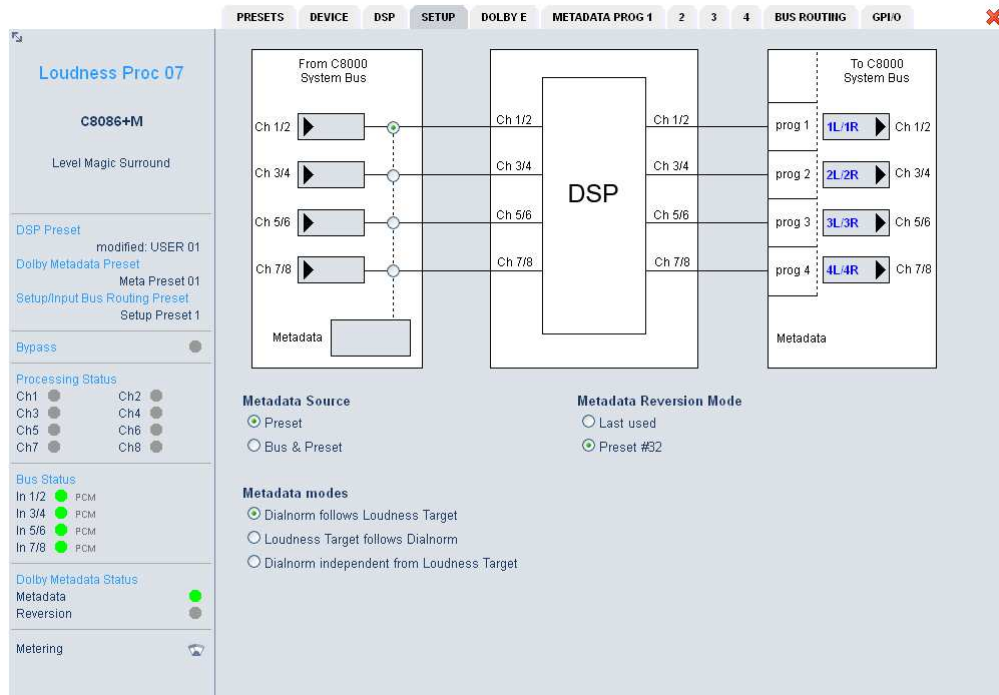 PRESETS DEVICE DSP SETUP DOLBY E METADATA PROG 1 2 3 4 BUS ROUTING GPI/O
Loudness Proc 07
C8086+M
Level Magic Surround
DSP Preset
modified: USER 01
Dolby Metadata Preset
Meta Preset 01
Setup/Input Bus Routing Preset
Setup Preset 1
Bypass
Processing Status
Ch1 Ch2
Ch3 Ch4
Ch5 Ch6
Ch7 Ch8
Bus Status
In 1/2 PCM
In 3/4 PCM
In 5/6 PCM
In 7/8 PCM
Dolby Metadata Status
Metadata
Reversion
Metering
From C8000
System Bus
Ch 1/2
Ch 3/4
Ch 5/6
Ch 7/8
Metadata
Ch 1/2
Ch 3/4
Ch 5/6
Ch 7/8
DSP
Ch 1/2
Ch 3/4
Ch 5/6
Ch 7/8
To C8000
System Bus
prog 1 1L/1R Ch 1/2
prog 2 2L/2R Ch 3/4
prog 3 3L/3R Ch 5/6
prog 4 4L/4R Ch 7/8
Metadata
Metadata Source
Preset
Bus & Preset
Metadata Reversion Mode
Last used
Preset #32
Metadata modes
Dialnorm follows Loudness Target
Loudness Target follows Dialnorm
Dialnorm independent from Loudness Target